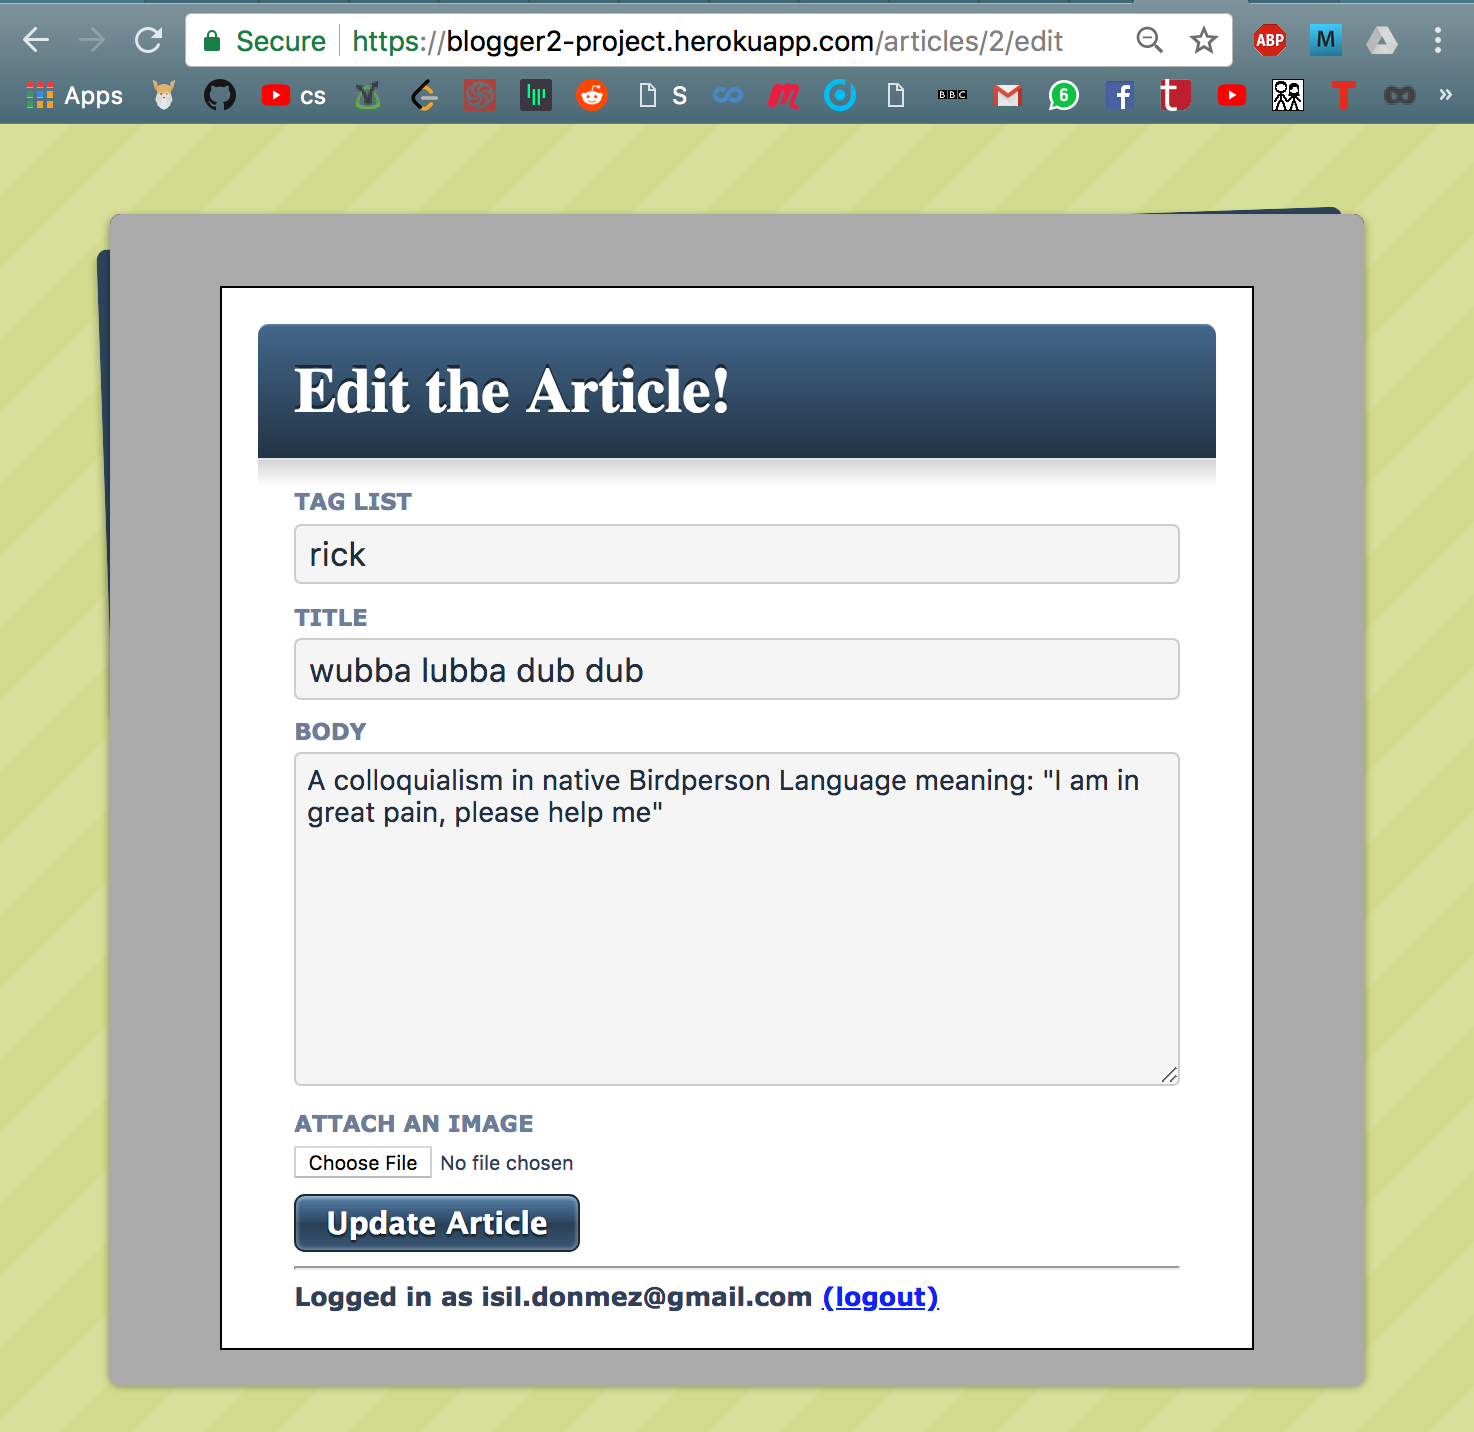 Secure https://blogger2-project.herokuapp.com/articles/2/edit ABP M
Apps cs S m BBC 6 f t T »
Edit the Article!
TAG LIST
rick
TITLE
wubba lubba dub dub
BODY
A colloquialism in native Birdperson Language meaning: "I am in
great pain, please help me"
ATTACH AN IMAGE
Choose File No file chosen
Update Article
Logged in as isil.donmez@gmail.com (logout)